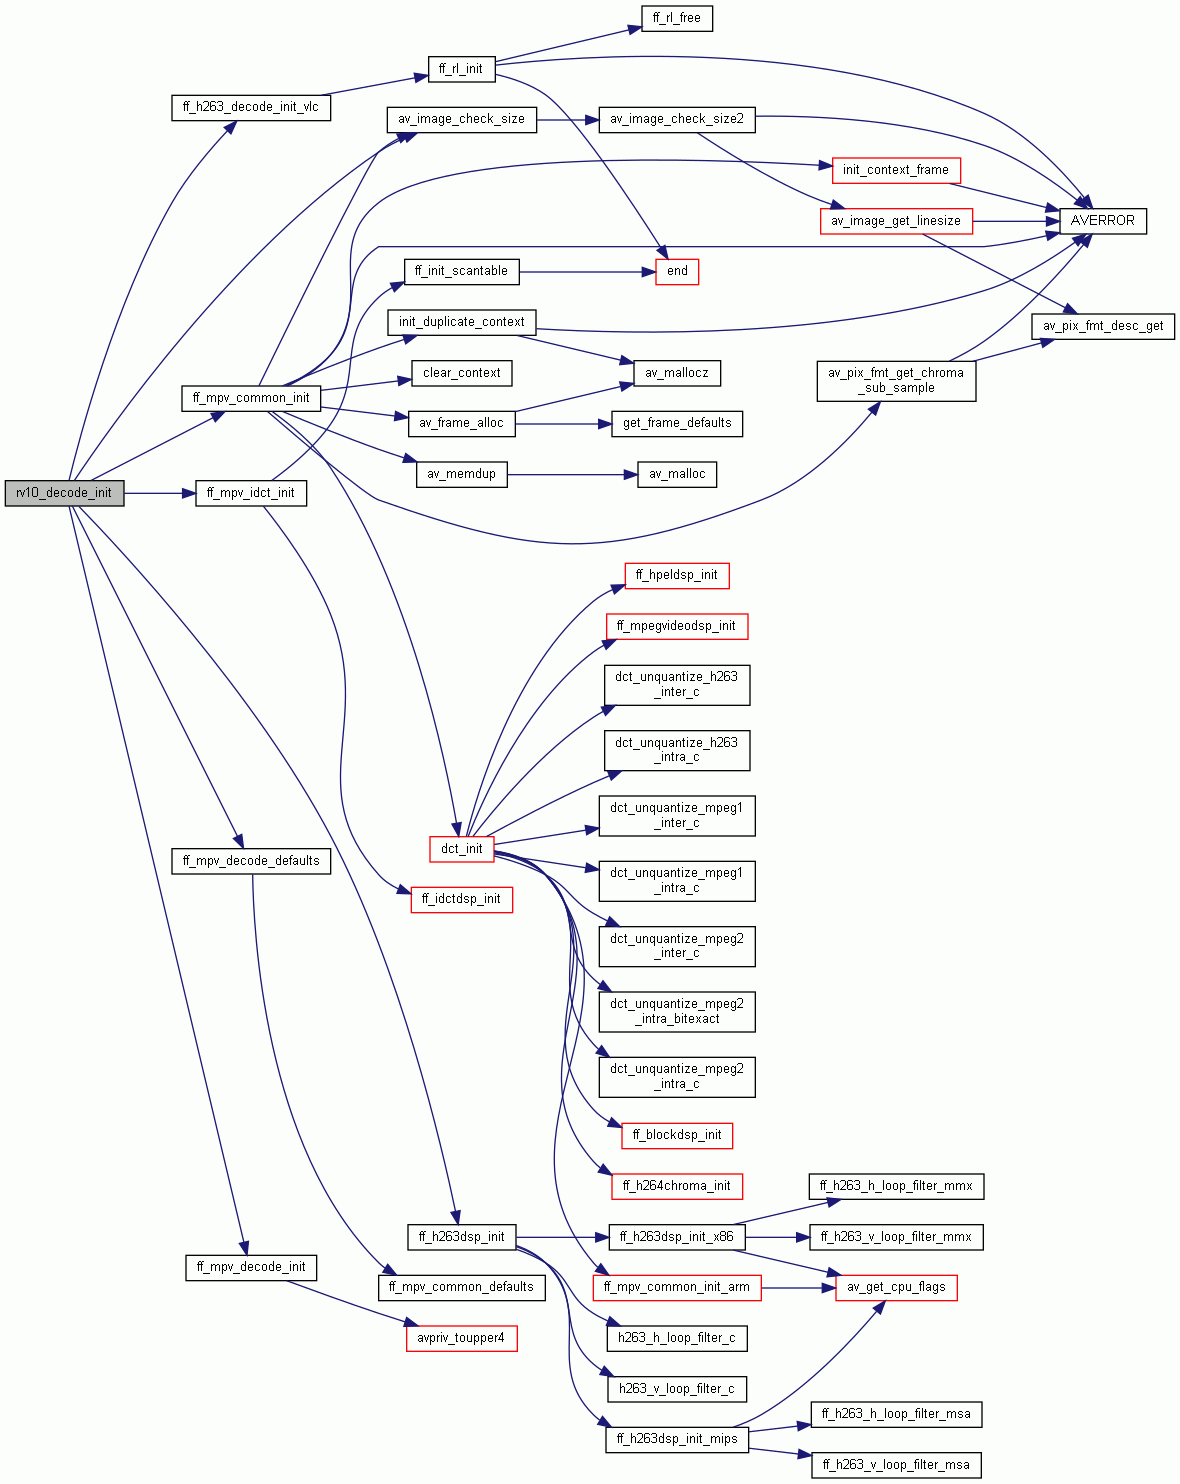 ff_rl_free
ff_rl_init
ff_h263_decode_init_vlc
av_image_check_size
av_image_check_size2
init_context_frame
av_image_get_linesize
AVERROR
ff_init_scantable
end
init_duplicate_context
av_pix_fmt_desc_get
clear_context
av_mallocz
av_pix_fmt_get_chroma
_sub_sample
ff_mpv_common_init
av_frame_alloc
get_frame_defaults
av_memdup
av_malloc
rv10_decode_init
ff_mpv_idct_init
ff_hpeldsp_init
ff_mpegvideodsp_init
dct_unquantize_h263
_inter_c
dct_unquantize_h263
_intra_c
dct_unquantize_mpeg1
_inter_c
dct_init
ff_mpv_decode_defaults
dct_unquantize_mpeg1
_intra_c
ff_idctdsp_init
dct_unquantize_mpeg2
_inter_c
dct_unquantize_mpeg2
_intra_bitexact
dct_unquantize_mpeg2
_intra_c
ff_blockdsp_init
ff_h264chroma_init
ff_h263_h_loop_filter_mmx
ff_h263dsp_init
ff_h263dsp_init_x86
ff_h263_v_loop_filter_mmx
ff_mpv_decode_init
ff_mpv_common_defaults
ff_mpv_common_init_arm
av_get_cpu_flags
avpriv_toupper4
h263_h_loop_filter_c
h263_v_loop_filter_c
ff_h263_h_loop_filter_msa
ff_h263dsp_init_mips
ff_h263_v_loop_filter_msa